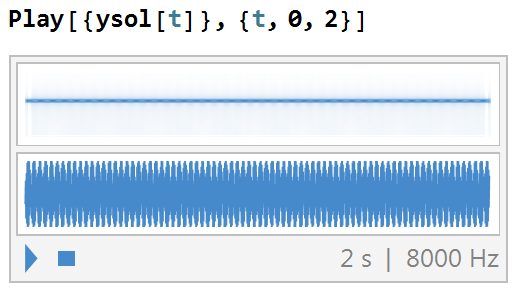 Play[{ysol[t]}, {t, 0, 2}]
2 s | 8000 Hz